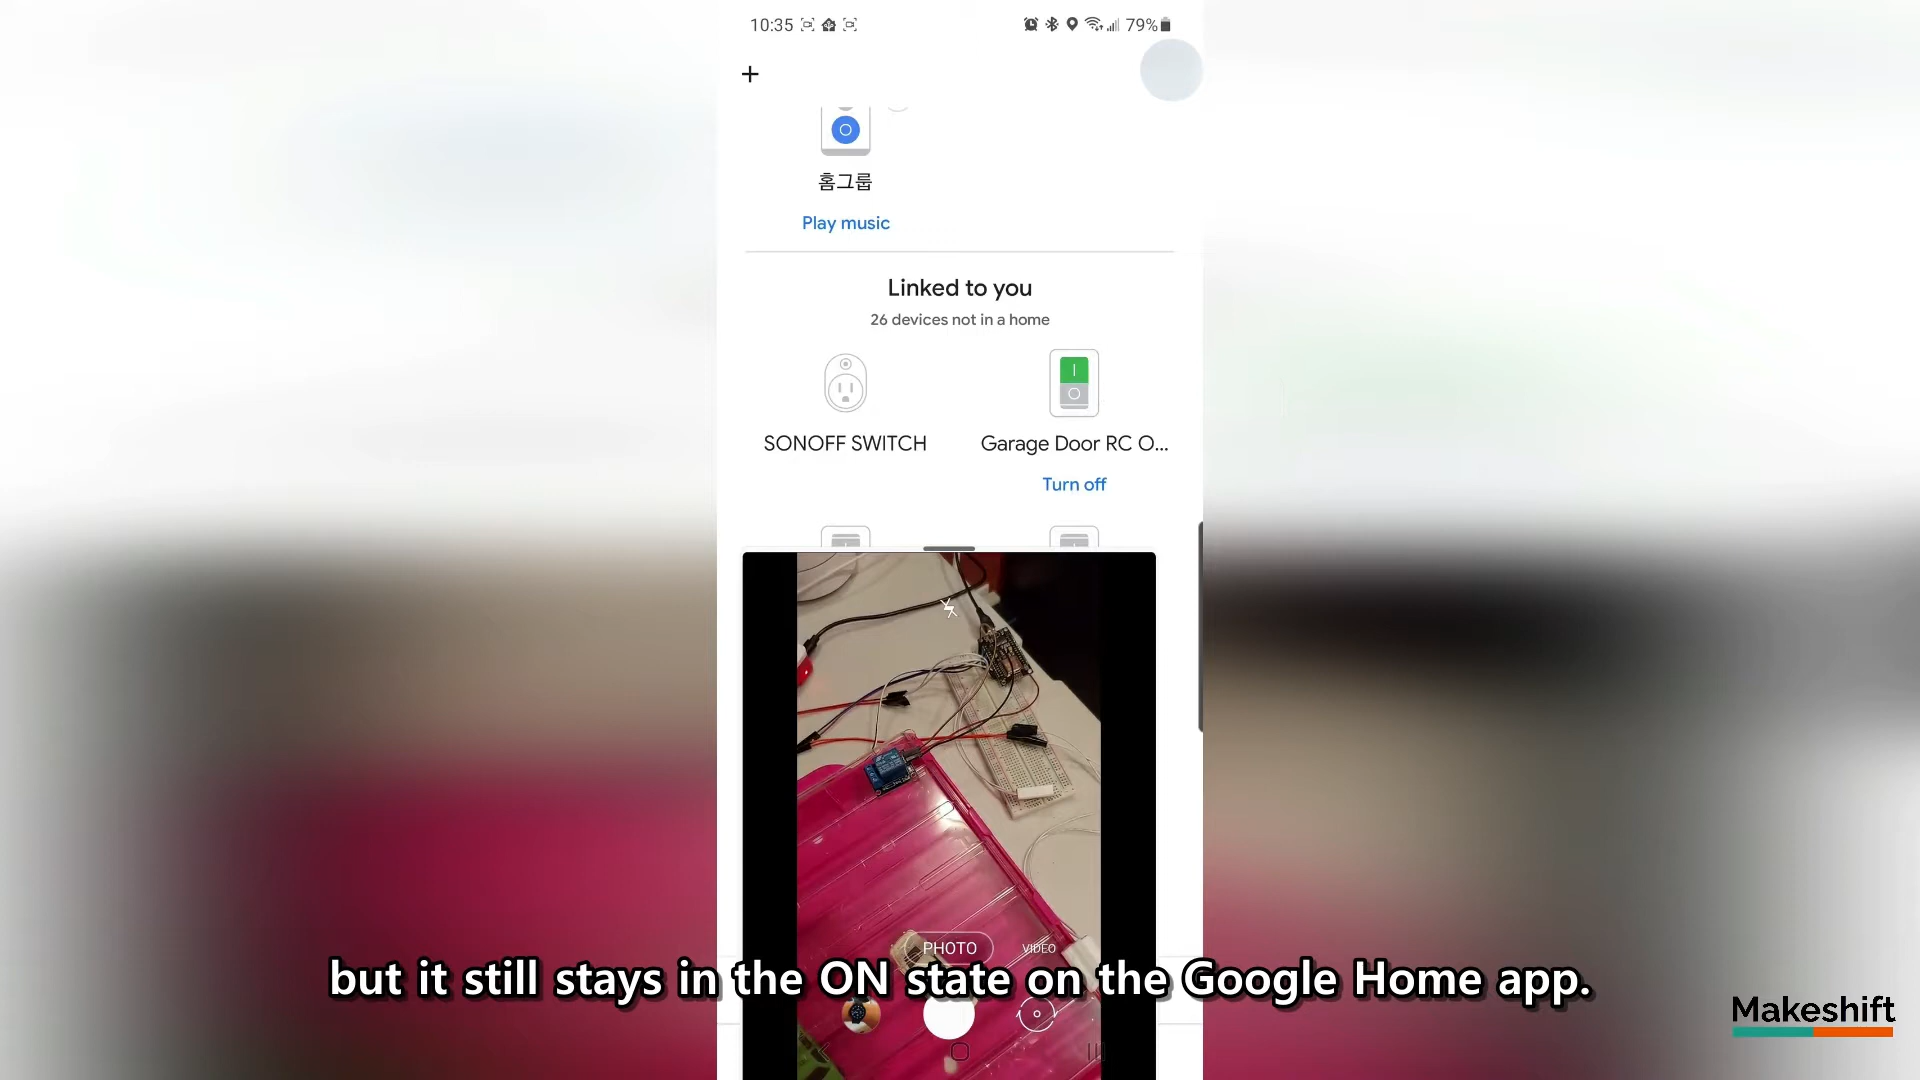 10:35
79%
+
홈그룹
Play music
Linked to you
26 devices not in a home
SONOFF SWITCH
Garage Door RC O...
Turn off
PHOTO
VIDEO
but it still stays in the ON state on the Google Home app.
Makeshift